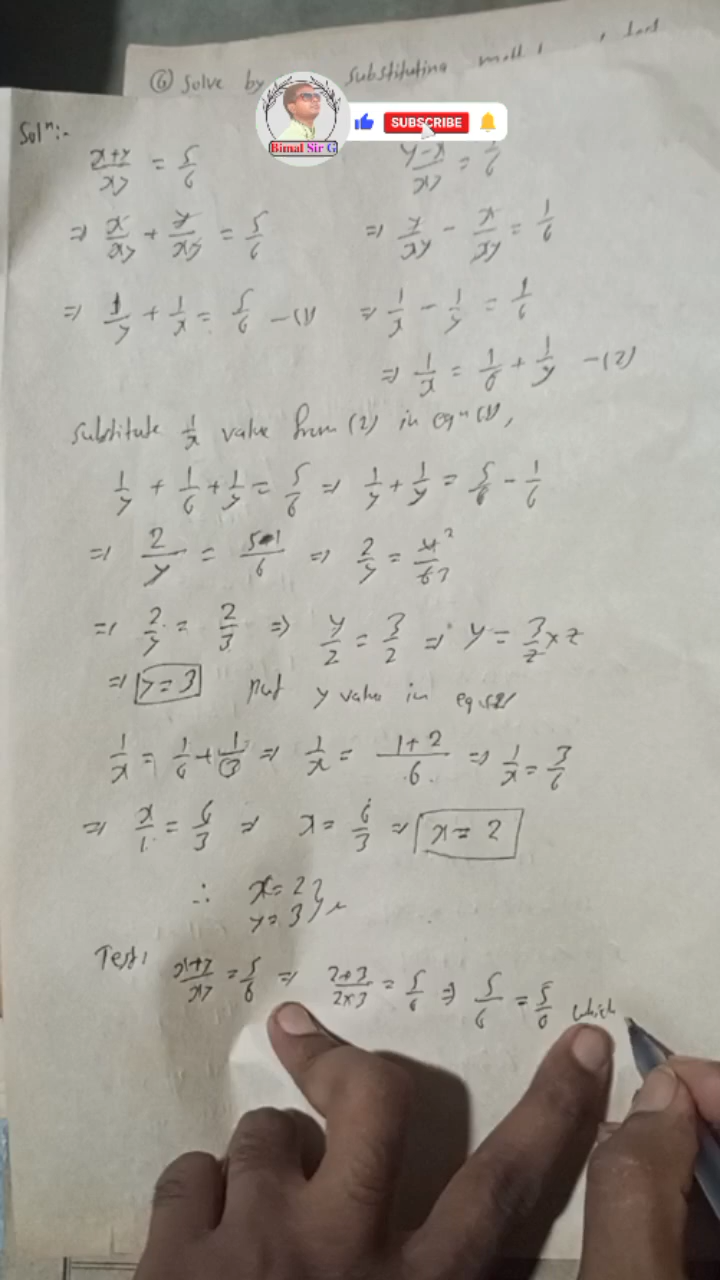 ⑥ Solve by substituting
SUBSCRIBE
Bimal Sir G
Solⁿ:-
x+y/xy = 5/6 y-x/xy = 1/6
=> x/xy + y/xy = 5/6 => y/xy - x/xy = 1/6
=> 1/y + 1/x = 5/6 -(1) => 1/x - 1/y = 1/6
=> 1/x = 1/6 + 1/y -(2)
Substitute 1/x value from (2) in eqⁿ (1),
1/y + 1/6 + 1/y = 5/6 => 1/y + 1/y = 5/6 - 1/6
=> 2/y = 5-1/6 => 2/y = 4 2/6 3
=> 2/y = 2/3 => y/2 = 3/2 => y = 3/2 x 2
=> y = 3 put y value in
1/x = 1/6 + 1/3 => 1/x = 1+2/6 => 1/x = 3/6
=> x/1 = 6/3 => x = 6/3 => x = 2
∴ x = 2
y = 3
Test, x+y/xy = 5/6 => 2+3/2x3 = 5/6 => 5/6 = 5/6 which